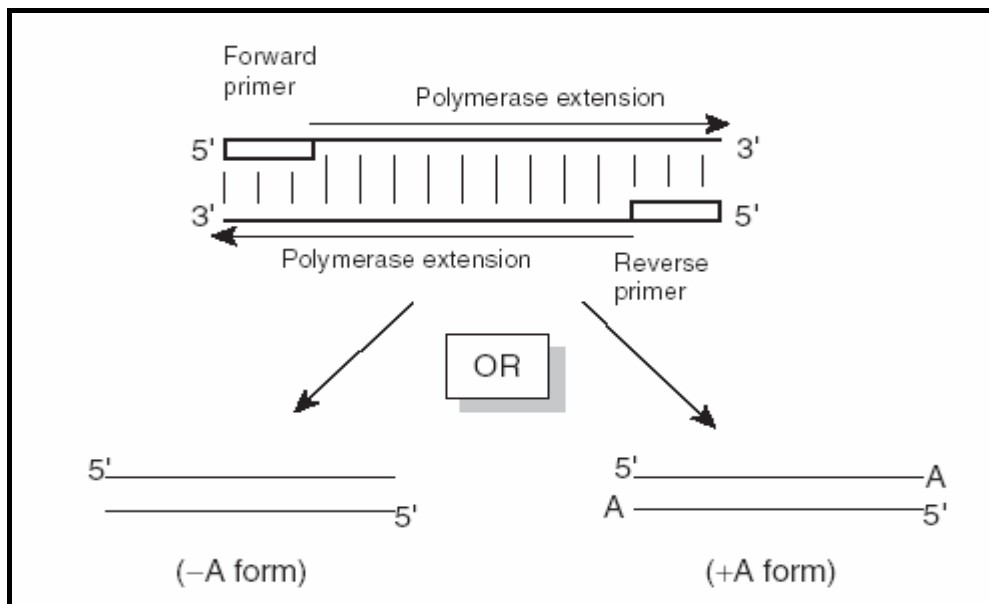 Forward
primer
Polymerase extension
5'
3'
3'
5'
Polymerase extension
Reverse
primer
OR
5'
A
5'
A
5'
5'
(−A form)
(+A form)